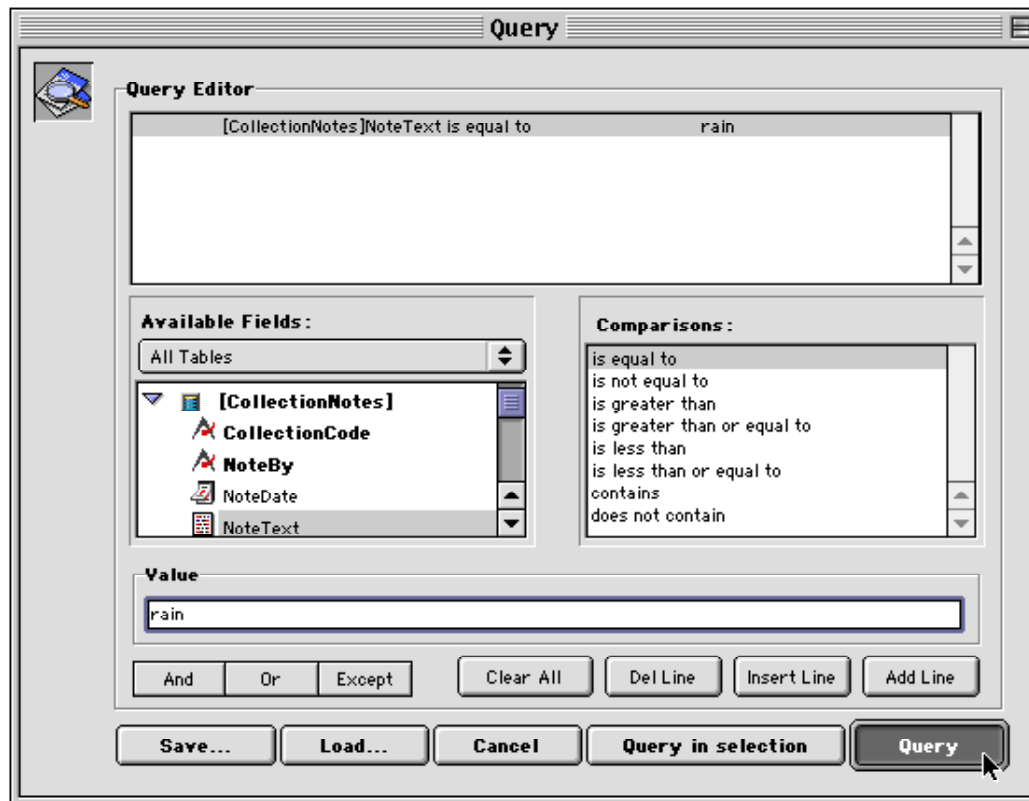 Query
Query Editor
[CollectionNotes]NoteText is equal to rain
Available Fields:
All Tables
[CollectionNotes]
CollectionCode
NoteBy
NoteDate
NoteText
Comparisons:
is equal to
is not equal to
is greater than
is greater than or equal to
is less than
is less than or equal to
contains
does not contain
Value
rain
And Or Except Clear All Del Line Insert Line Add Line
Save... Load... Cancel Query in selection Query